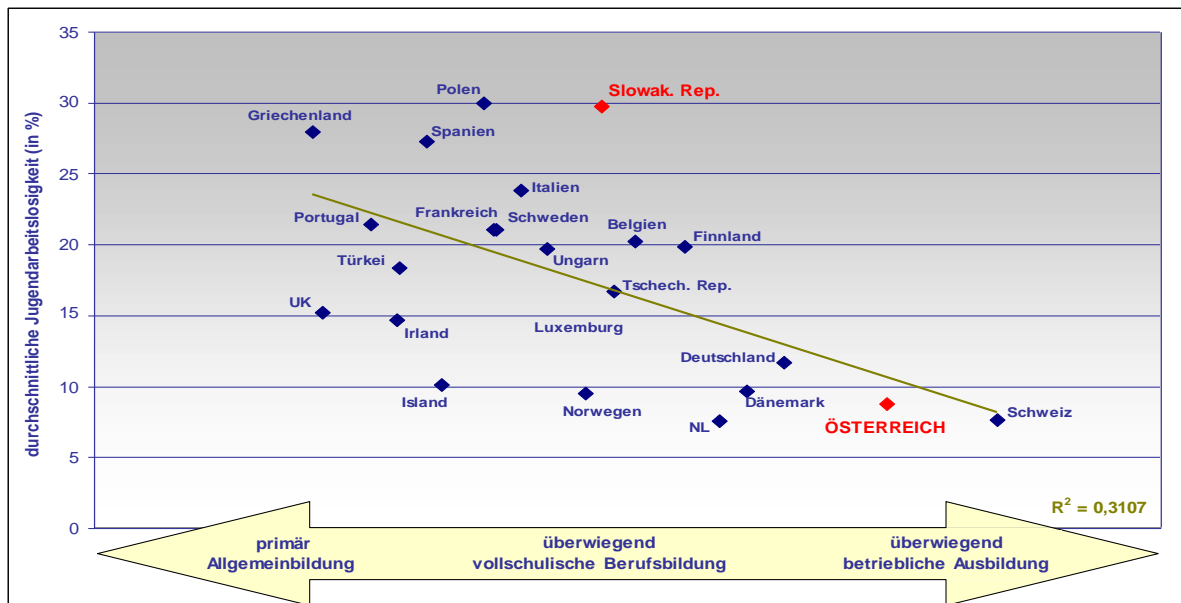 durchschnittliche Jugendarbeitslosigkeit (in %)
35
30
25
20
15
10
5
0
Polen
Slowak. Rep.
Griechenland
Spanien
Italien
Portugal
Frankreich
Schweden
Belgien
Finnland
Türkei
Ungarn
UK
Tschech. Rep.
Irland
Luxemburg
Deutschland
Island
Norwegen
Dänemark
NL
ÖSTERREICH
Schweiz
R² = 0,3107
primär
Allgemeinbildung
überwiegend
vollschulische Berufsbildung
überwiegend
betriebliche Ausbildung